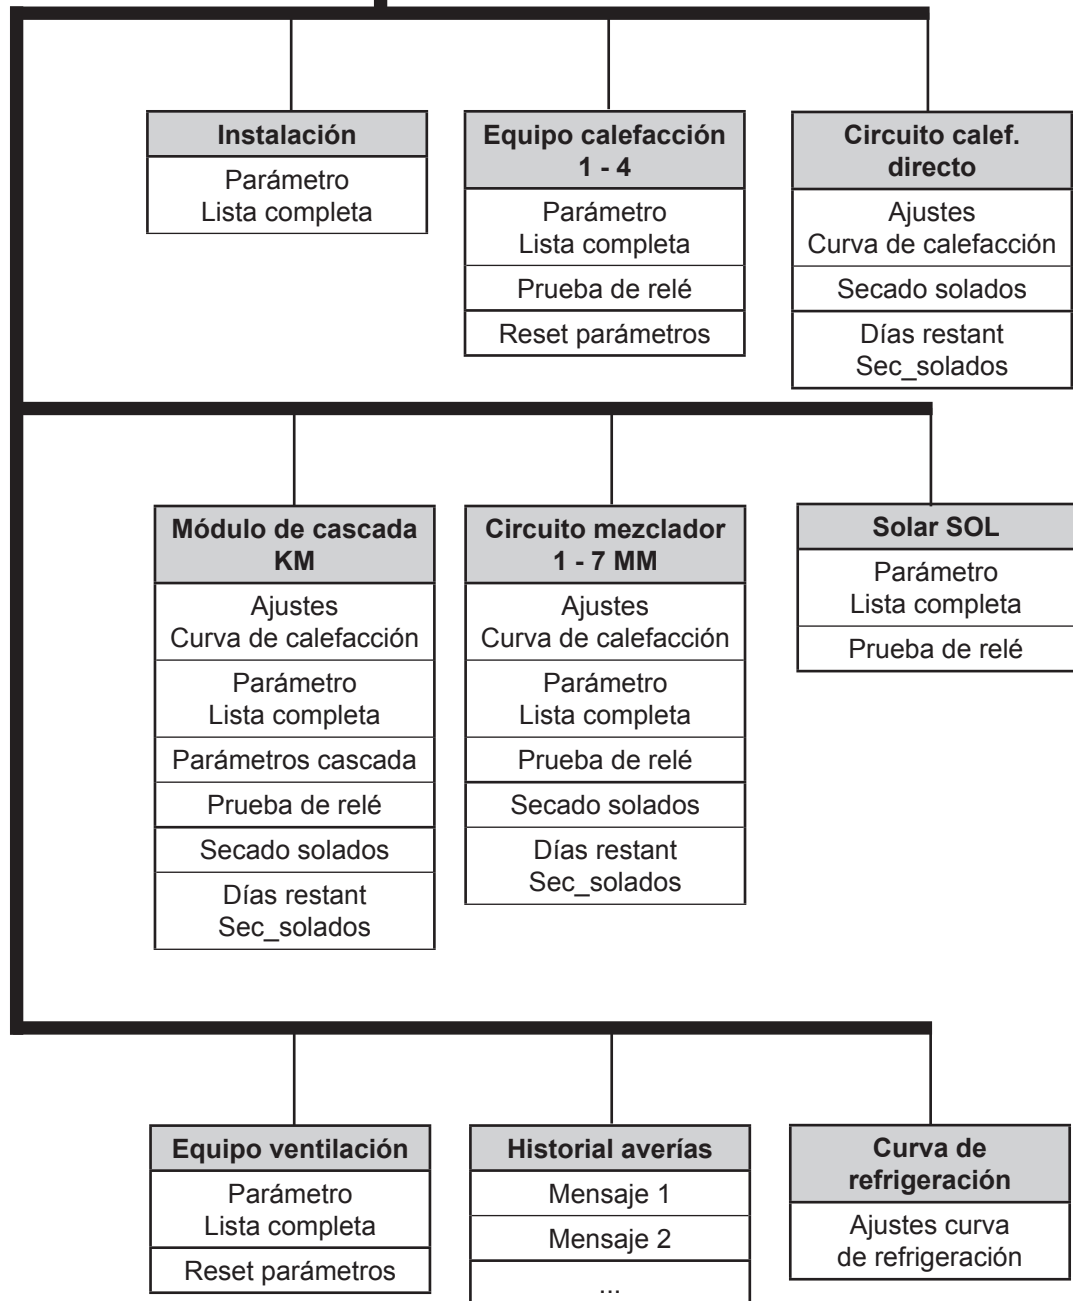 Instalación
Parámetro
Lista completa
Equipo calefacción
1 - 4
Parámetro
Lista completa
Prueba de relé
Reset parámetros
Circuito calef.
directo
Ajustes
Curva de calefacción
Secado solados
Días restant
Sec_solados
Módulo de cascada
KM
Ajustes
Curva de calefacción
Parámetro
Lista completa
Parámetros cascada
Prueba de relé
Secado solados
Días restant
Sec_solados
Circuito mezclador
1 - 7 MM
Ajustes
Curva de calefacción
Parámetro
Lista completa
Prueba de relé
Secado solados
Días restant
Sec_solados
Solar SOL
Parámetro
Lista completa
Prueba de relé
Equipo ventilación
Parámetro
Lista completa
Reset parámetros
Historial averías
Mensaje 1
Mensaje 2
...
Curva de
refrigeración
Ajustes curva
de refrigeración